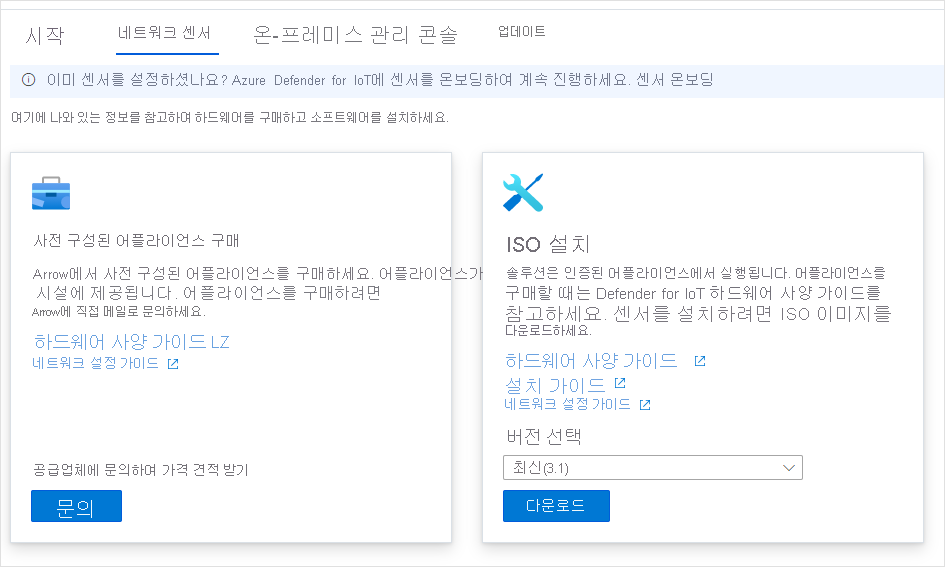 시작
네트워크 센서
온-프레미스 관리 콘솔
업데이트
이미 센서를 설정하셨나요? Azure Defender for IoT에 센서를 온보딩하여 계속 진행하세요. 센서 온보딩
여기에 나와 있는 정보를 참고하여 하드웨어를 구매하고 소프트웨어를 설치하세요.
사전 구성된 어플라이언스 구매
Arrow에서 사전 구성된 어플라이언스를 구매하세요. 어플라이언스가
시설에 제공됩니다. 어플라이언스를 구매하려면
Arrow에 직접 메일로 문의하세요.
하드웨어 사양 가이드 LZ
네트워크 설정 가이드
공급업체에 문의하여 가격 견적 받기
문의
ISO 설치
솔루션은 인증된 어플라이언스에서 실행됩니다. 어플라이언스를
구매할 때는 Defender for IoT 하드웨어 사양 가이드를
참고하세요. 센서를 설치하려면 ISO 이미지를
다운로드하세요.
하드웨어 사양 가이드
설치 가이드
네트워크 설정 가이드
버전 선택
최신(3.1)
다운로드